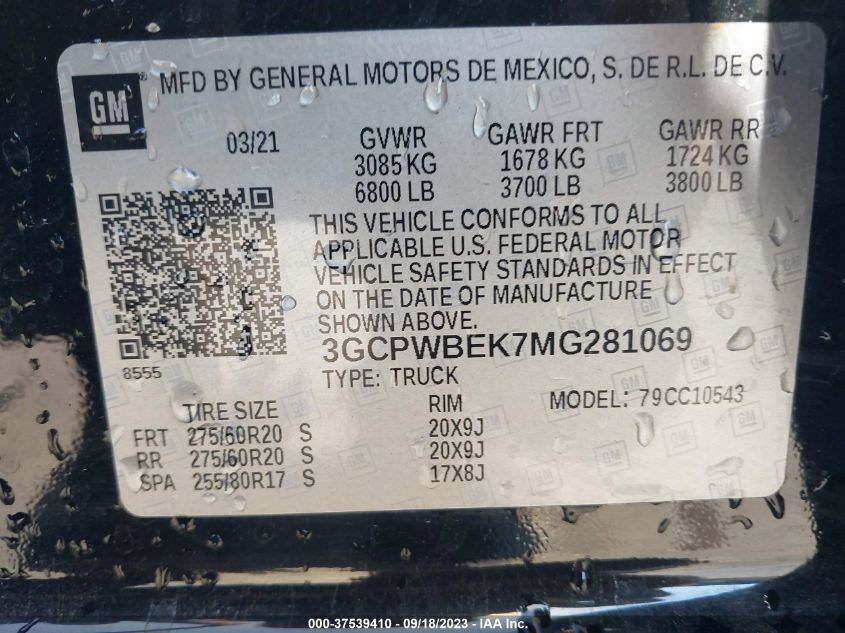 GM
MFD BY GENERAL MOTORS DE MEXICO, S. DE R.L. DE C.V.
03/21
GVWR GAWR FRT GAWR RR
3085 KG 1678 KG 1724 KG
6800 LB 3700 LB 3800 LB
THIS VEHICLE CONFORMS TO ALL
APPLICABLE U.S. FEDERAL MOTOR
VEHICLE SAFETY STANDARDS IN EFFECT
ON THE DATE OF MANUFACTURE
SHOWN ABOVE.
3GCPWBEK7MG281069
8555
TYPE: TRUCK
MODEL: 79CC10543
TIRE SIZE RIM
FRT 275/60R20 S 20X9J
RR 275/60R20 S 20X9J
SPA 255/80R17 S 17X8J
000-37539410 - 09/18/2023 - IAA Inc.